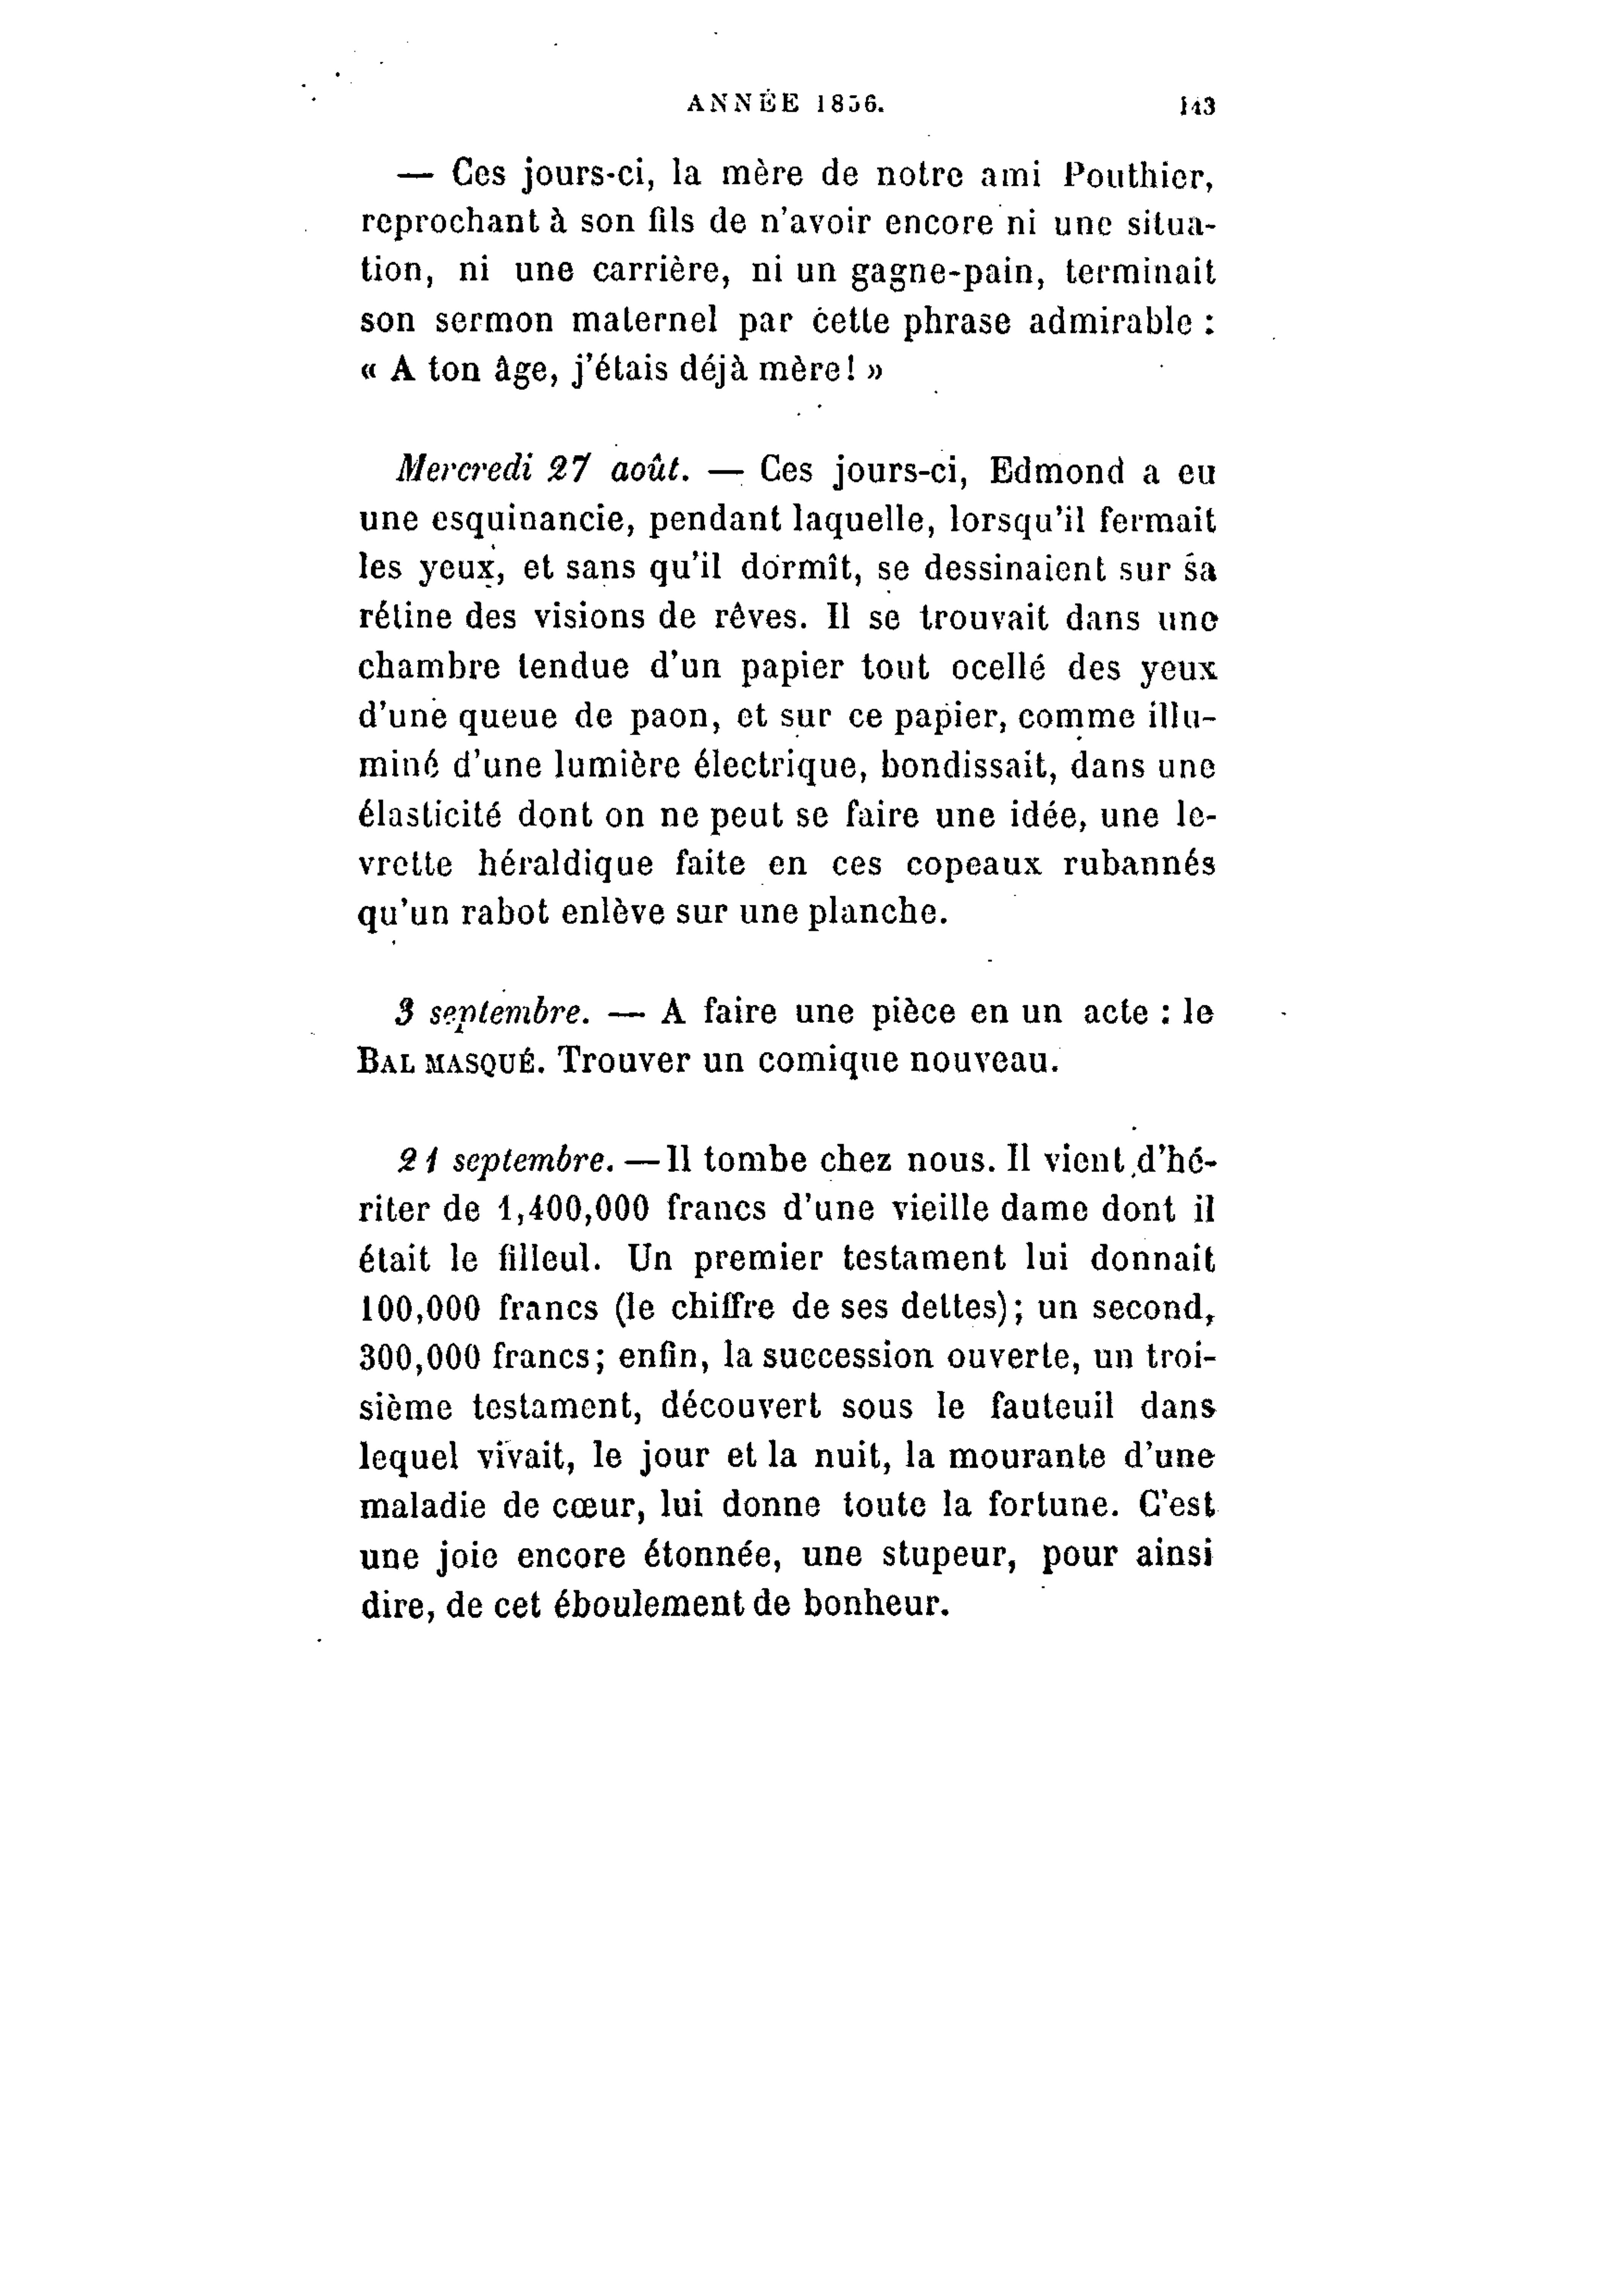 ANNÉE 1856. 143
— Ces jours-ci, la mère de notre ami Pouthier,
reprochant à son fils de n'avoir encore ni une situa-
tion, ni une carrière, ni un gagne-pain, terminait
son sermon maternel par cette phrase admirable :
« A ton âge, j'étais déjà mère! »
Mercredi 27 août. — Ces jours-ci, Edmond a eu
une esquinancie, pendant laquelle, lorsqu'il fermait
les yeux, et sans qu'il dormît, se dessinaient sur sa
rétine des visions de rêves. Il se trouvait dans une
chambre tendue d'un papier tout ocellé des yeux
d'une queue de paon, et sur ce papier, comme illu-
miné d'une lumière électrique, bondissait, dans une
élasticité dont on ne peut se faire une idée, une le-
vrette héraldique faite en ces copeaux rubannés
qu'un rabot enlève sur une planche.
3 septembre. — A faire une pièce en un acte : le
BAL MASQUÉ. Trouver un comique nouveau.
21 septembre. — Il tombe chez nous. Il vient d'hé-
riter de 1,400,000 francs d'une vieille dame dont il
était le filleul. Un premier testament lui donnait
100,000 francs (le chiffre de ses dettes); un second,
300,000 francs; enfin, la succession ouverte, un troi-
sième testament, découvert sous le fauteuil dans
lequel vivait, le jour et la nuit, la mourante d'une
maladie de cœur, lui donne toute la fortune. C'est
une joie encore étonnée, une stupeur, pour ainsi
dire, de cet éboulement de bonheur.